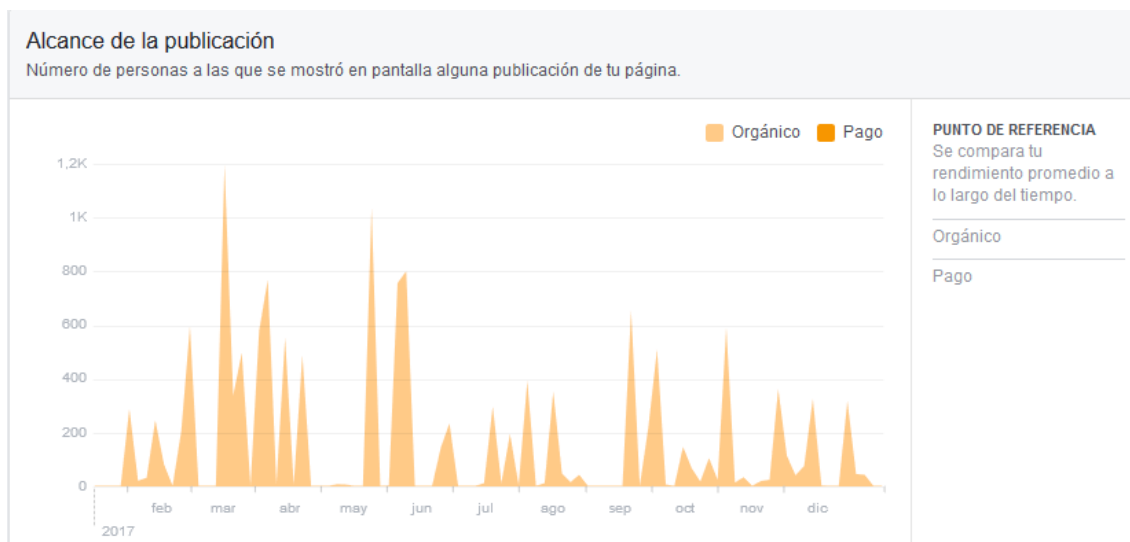 Alcance de la publicación
Número de personas a las que se mostró en pantalla alguna publicación de tu página.
Orgánico Pago
1,2K
1K
800
600
400
200
0
feb mar abr may jun jul ago sep oct nov dic
2017
PUNTO DE REFERENCIA
Se compara tu
rendimiento promedio a
lo largo del tiempo.
Orgánico
Pago